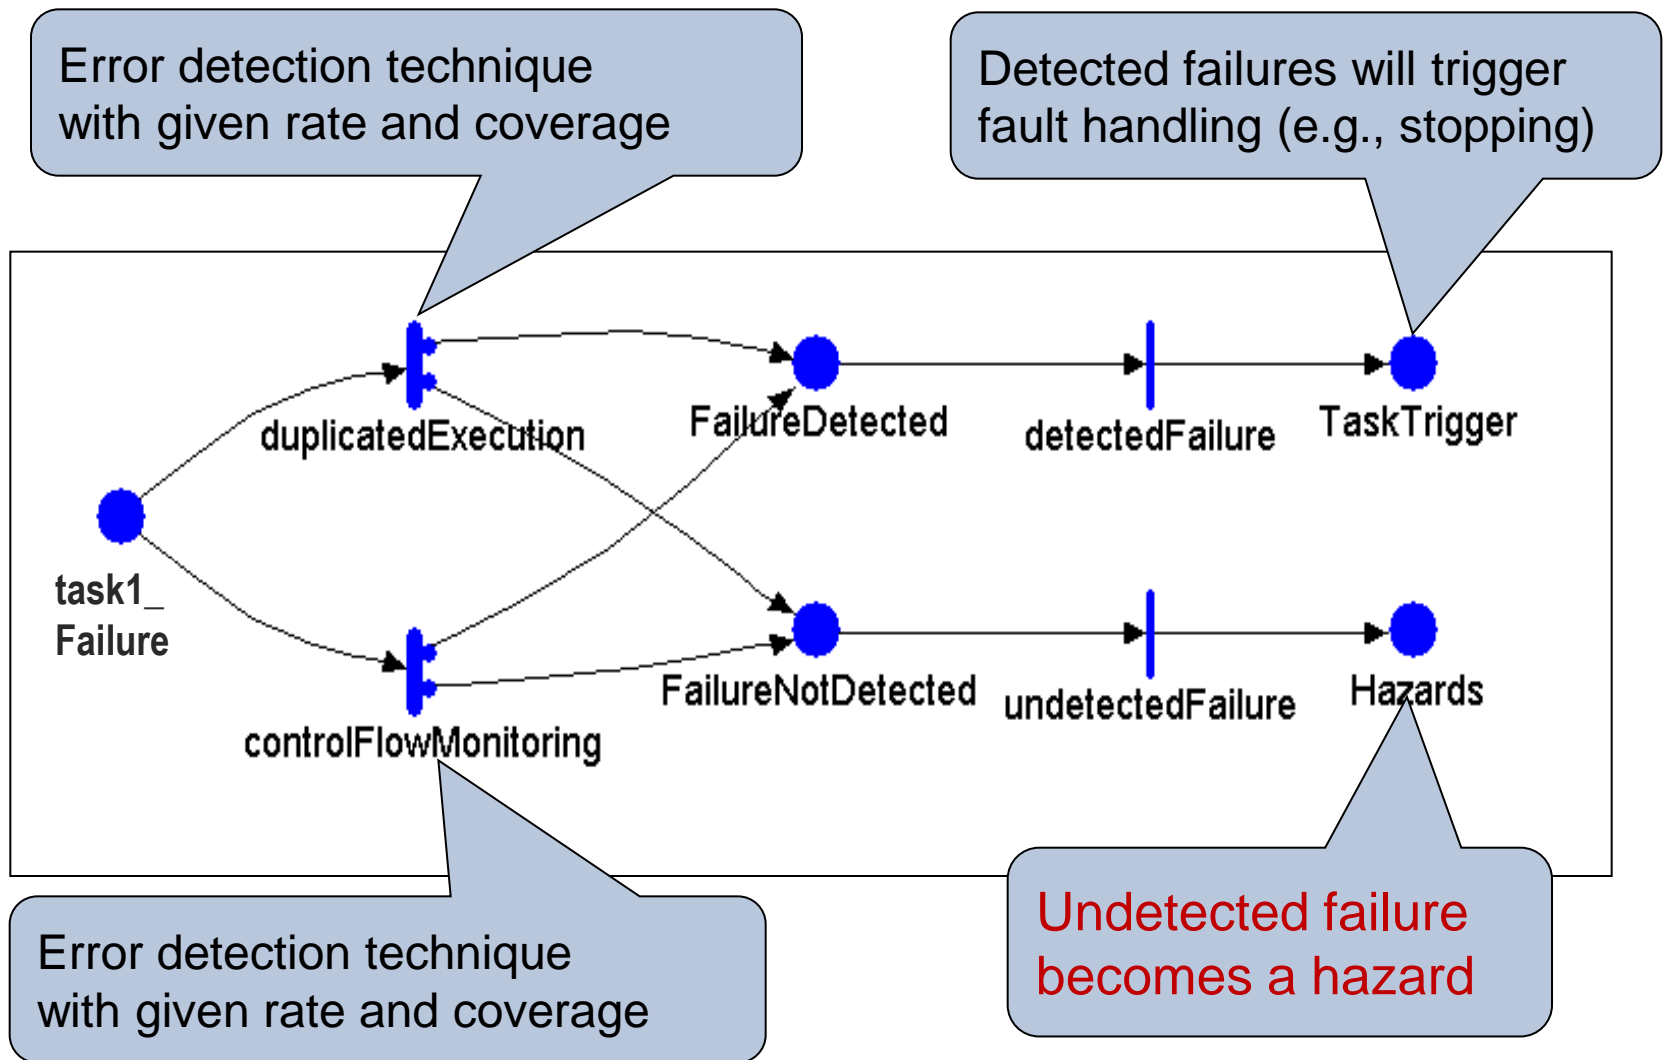 Error detection technique
with given rate and coverage
Detected failures will trigger
fault handling (e.g., stopping)
duplicatedExecution
FailureDetected
detectedFailure
TaskTrigger
task1_
Failure
controlFlowMonitoring
FailureNotDetected
undetectedFailure
Hazards
Error detection technique
with given rate and coverage
Undetected failure
becomes a hazard